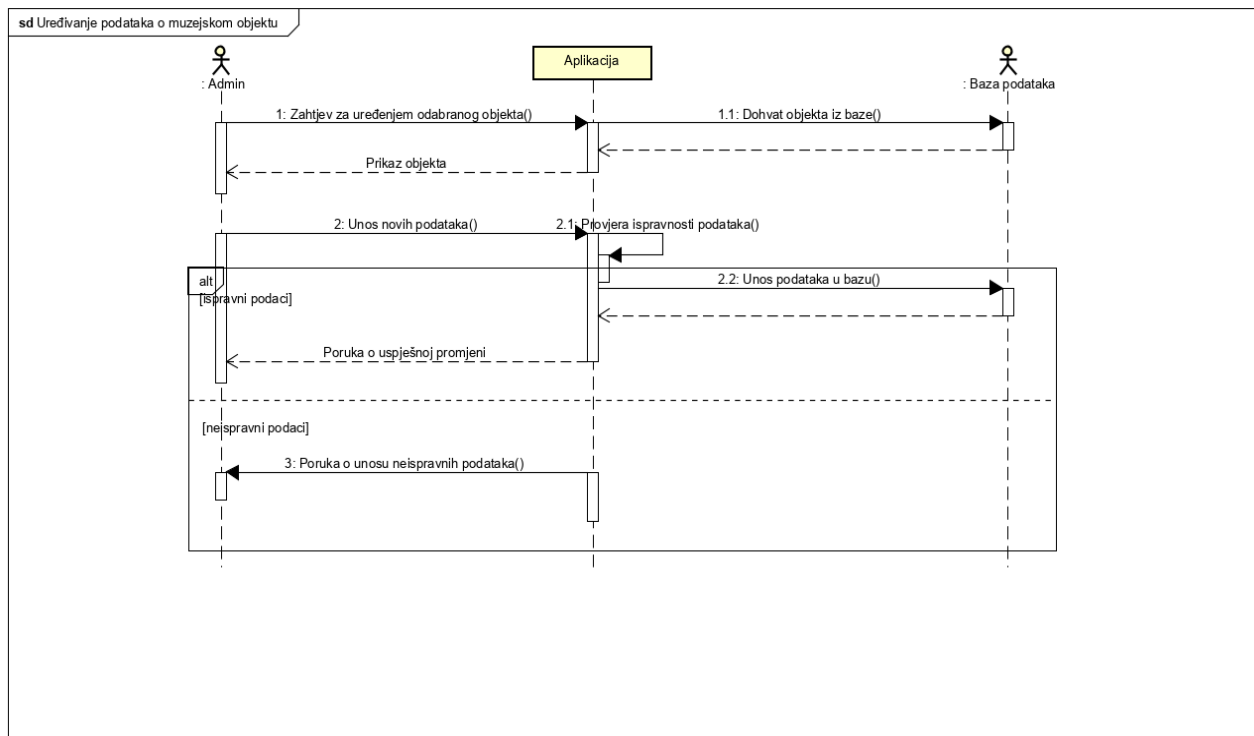 sd Uređivanje podataka o muzejskom objektu
Aplikacija
: Admin
: Baza podataka
1: Zahtjev za uređenjem odabranog objekta()
1.1: Dohvat objekta iz baze()
Prikaz objekta
2: Unos novih podataka()
2.1: Provjera ispravnosti podataka()
alt
[ispravni podaci]
2.2: Unos podataka u bazu()
Poruka o uspješnoj promjeni
[neispravni podaci]
3: Poruka o unosu neispravnih podataka()